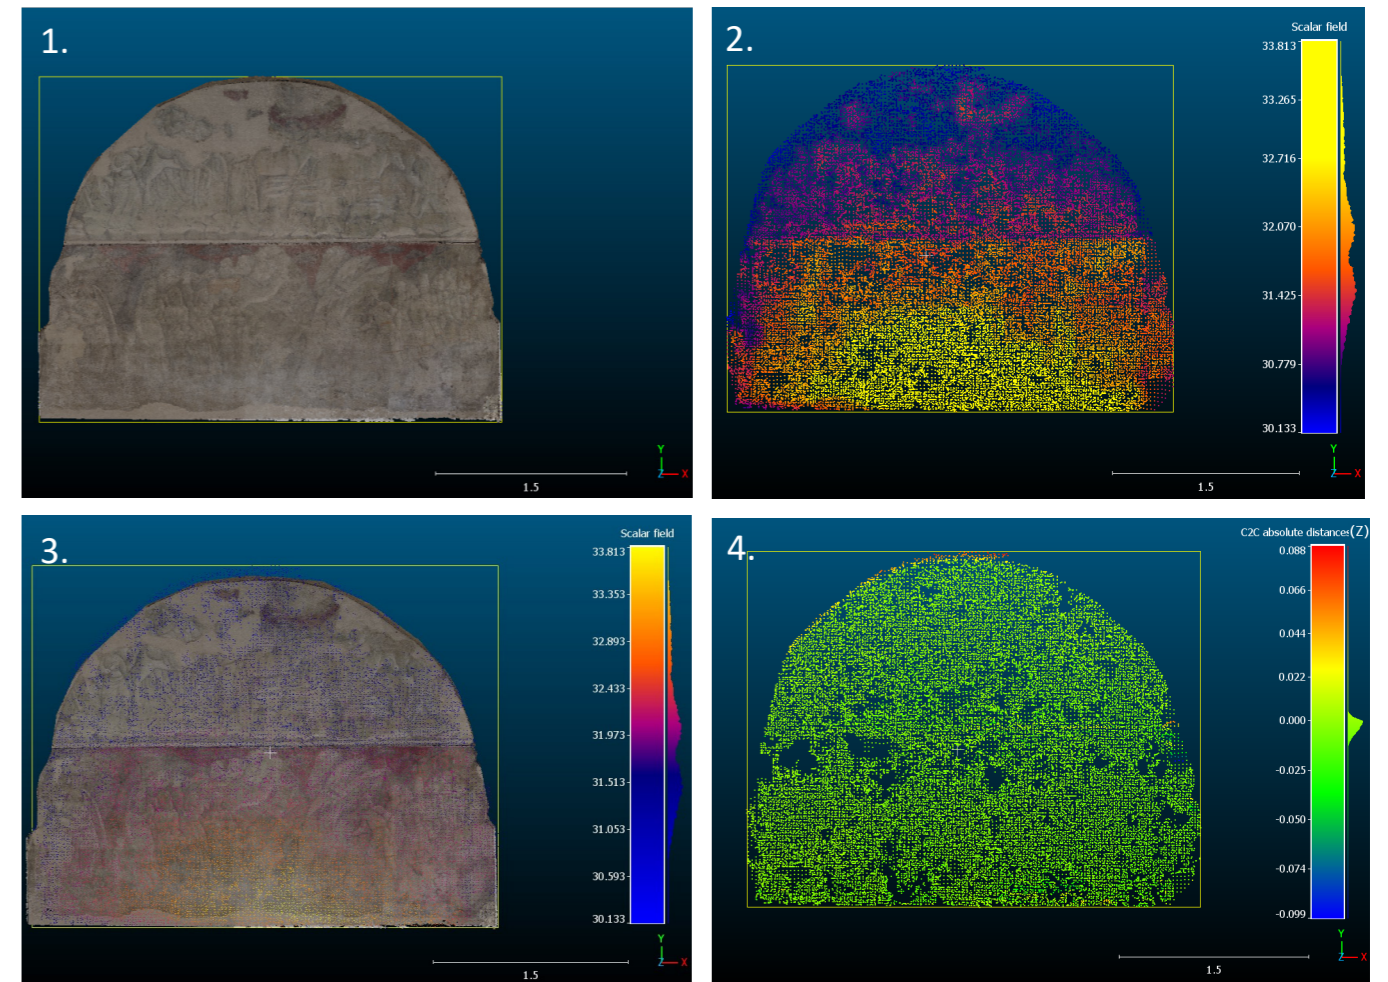 1.
1.5
Y
Z
X
2.
Scalar field
33.813
33.265
32.716
32.070
31.425
30.779
30.133
1.5
Y
Z
X
3.
Scalar field
33.813
33.353
32.893
32.433
31.973
31.513
31.053
30.593
30.133
1.5
Y
Z
X
4.
C2C absolute distances(Z)
0.088
0.066
0.044
0.022
0.000
-0.025
-0.050
-0.074
-0.099
1.5
Y
Z
X